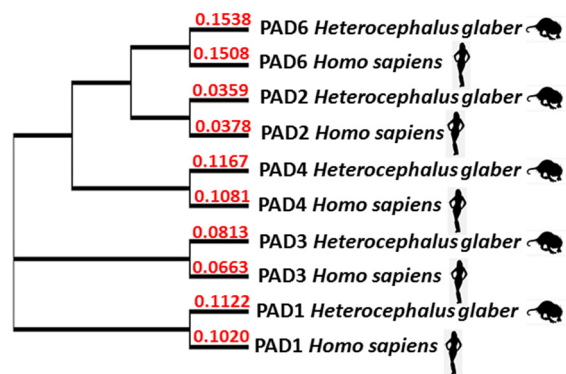 0.1538 PAD6 Heterocephalus glaber
0.1508 PAD6 Homo sapiens
0.0359 PAD2 Heterocephalus glaber
0.0378 PAD2 Homo sapiens
0.1167 PAD4 Heterocephalus glaber
0.1081 PAD4 Homo sapiens
0.0813 PAD3 Heterocephalus glaber
0.0663 PAD3 Homo sapiens
0.1122 PAD1 Heterocephalus glaber
0.1020 PAD1 Homo sapiens